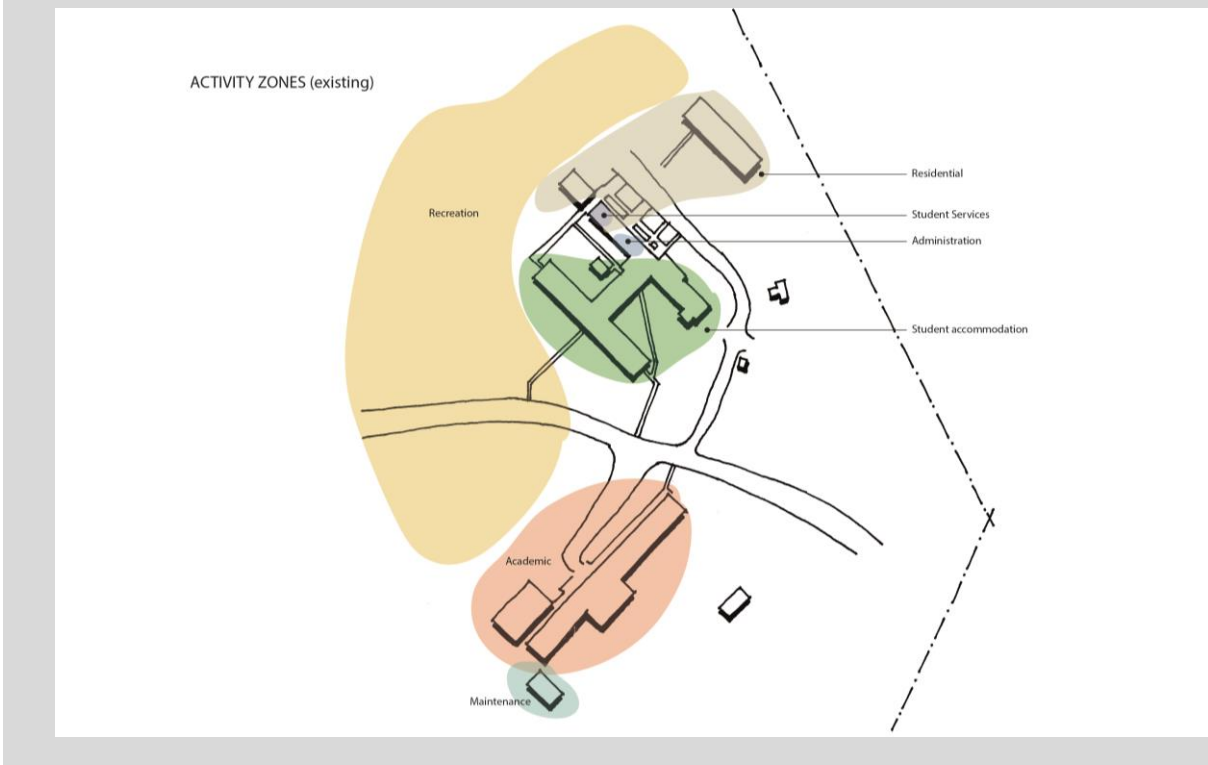 ACTIVITY ZONES (existing)
Residential
Recreation
Student Services
Administration
Student accommodation
Academic
Maintenance